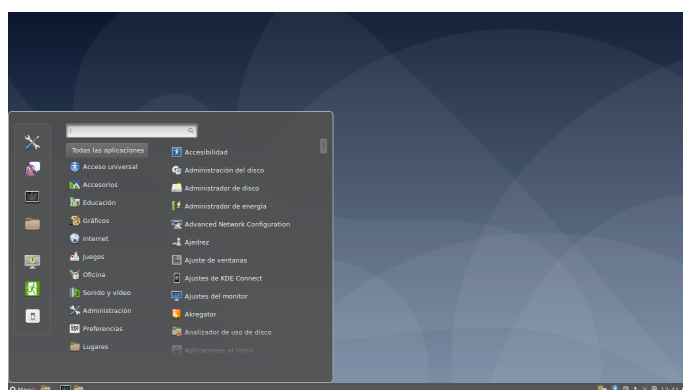 Todas las aplicaciones
Acceso universal
Accesorios
Educación
Gráficos
Internet
Juegos
Oficina
Sonido y vídeo
Administración
Preferencias
Lugares
Accesibilidad
Administración del disco
Administrador de disco
Administrador de energía
Advanced Network Configuration
Ajedrez
Ajuste de ventanas
Ajustes de KDE Connect
Ajustes del monitor
Akregator
Analizador de uso de disco
Aplicaciones al inicio
Menú